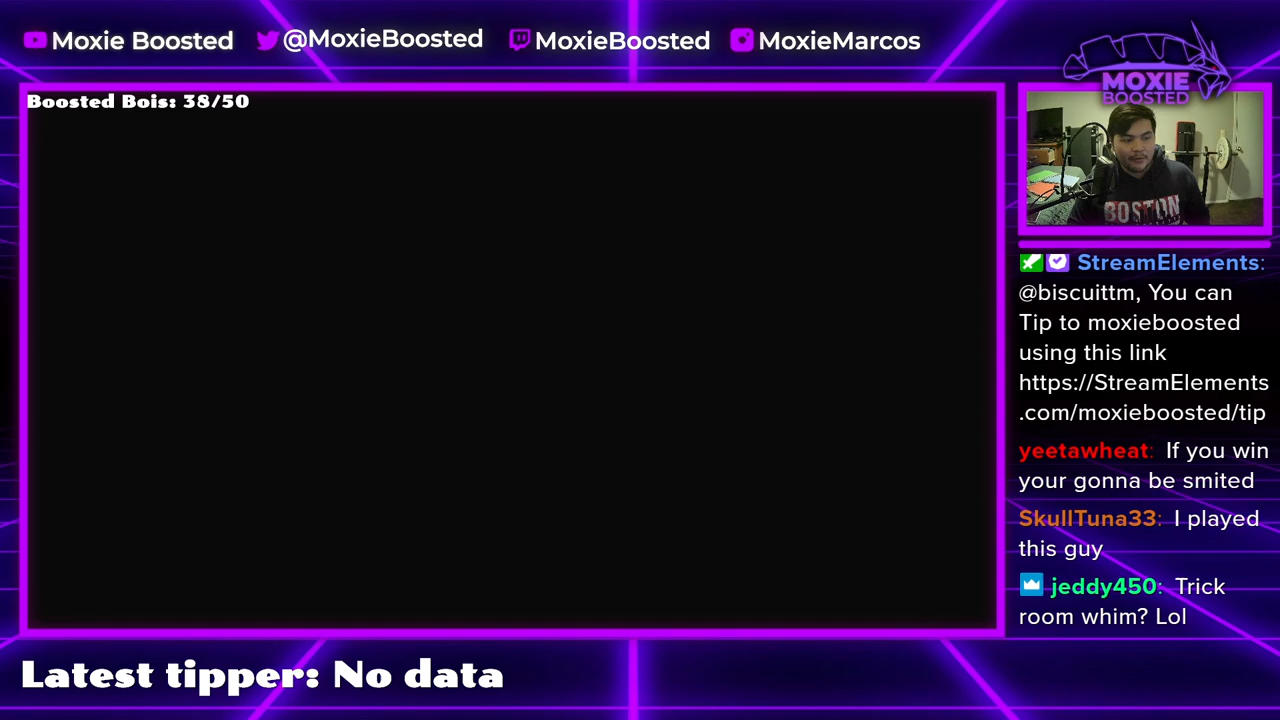 Moxie Boosted @MoxieBoosted MoxieBoosted MoxieMarcos
MOXIE
BOOSTED
Boosted Bois: 38/50
BOSTON
StreamElements:
@biscuittm, You can
Tip to moxieboosted
using this link
https://StreamElements
.com/moxieboosted/tip
yeetawheat: If you win
your gonna be smited
SkullTuna33: I played
this guy
jeddy450: Trick
room whim? Lol
Latest tipper: No data